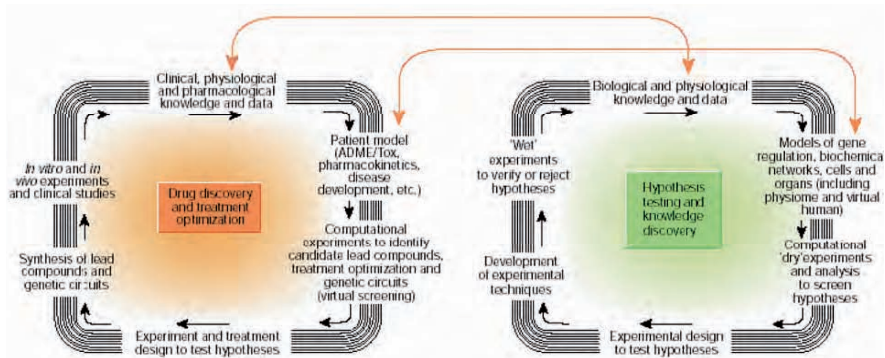 Clinical, physiological
and pharmacological
knowledge and data
Patient model
(ADME/Tox,
pharmacokinetics,
disease
development, etc.)
Computational
experiments to identify
candidate lead compounds,
treatment optimization and
genetic circuits
(virtual screening)
Experiment and treatment
design to test hypotheses
Synthesis of lead
compounds and
genetic circuits
In vitro and in
vivo experiments
and clinical studies
Drug discovery
and treatment
optimization
Biological and physiological
knowledge and data
Models of gene
regulation, biochemical
networks, cells and
organs (including
physiome and virtual
human)
Computational
'dry'experiments
and analysis
to screen
hypotheses
Experimental design
to test hypotheses
Development
of experimental
techniques
'Wet'
experiments
to verify or reject
hypotheses
Hypothesis
testing and
knowledge
discovery